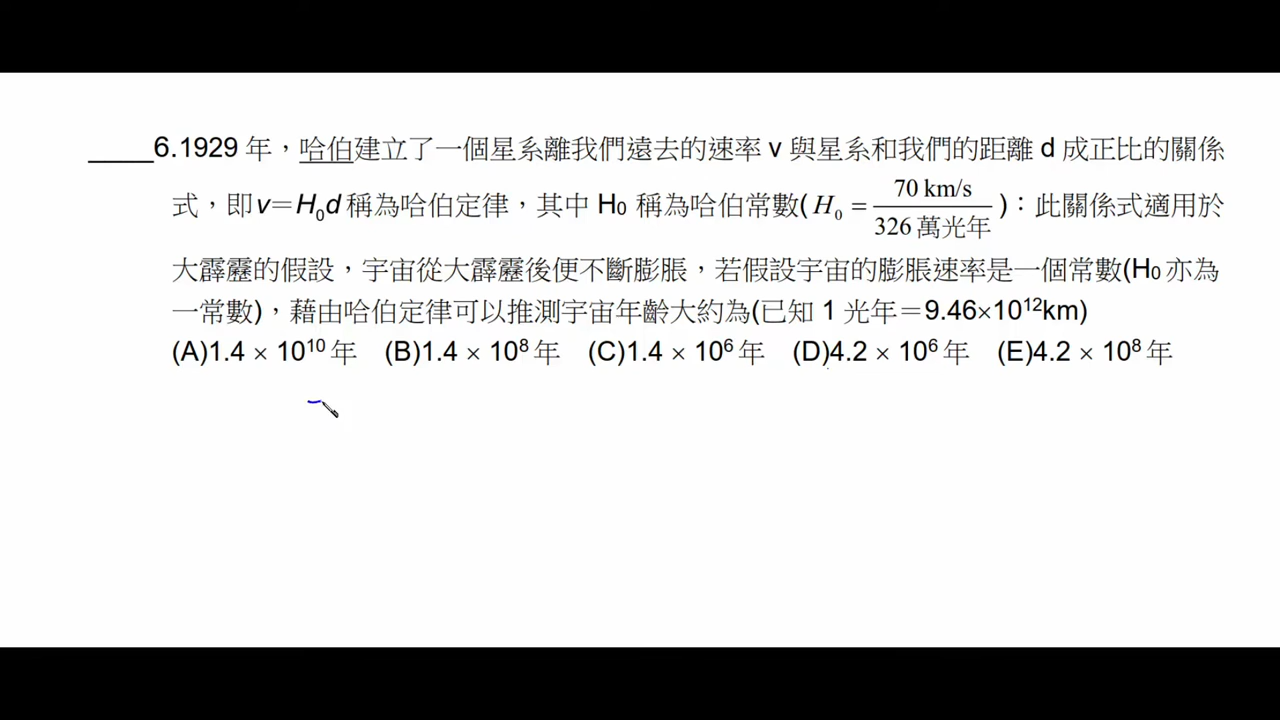 ____6.1929 年，哈伯建立了一個星系離我們遠去的速率 v 與星系和我們的距離 d 成正比的關係
式，即 v＝H₀d 稱為哈伯定律，其中 H₀ 稱為哈伯常數( H₀ = 70 km/s / 326 萬光年 )：此關係式適用於
大霹靂的假設，宇宙從大霹靂後便不斷膨脹，若假設宇宙的膨脹速率是一個常數(H₀ 亦為
一常數)，藉由哈伯定律可以推測宇宙年齡大約為(已知 1 光年＝9.46×10¹²km)
(A)1.4 × 10¹⁰ 年 (B)1.4 × 10⁸ 年 (C)1.4 × 10⁶ 年 (D)4.2 × 10⁶ 年 (E)4.2 × 10⁸ 年